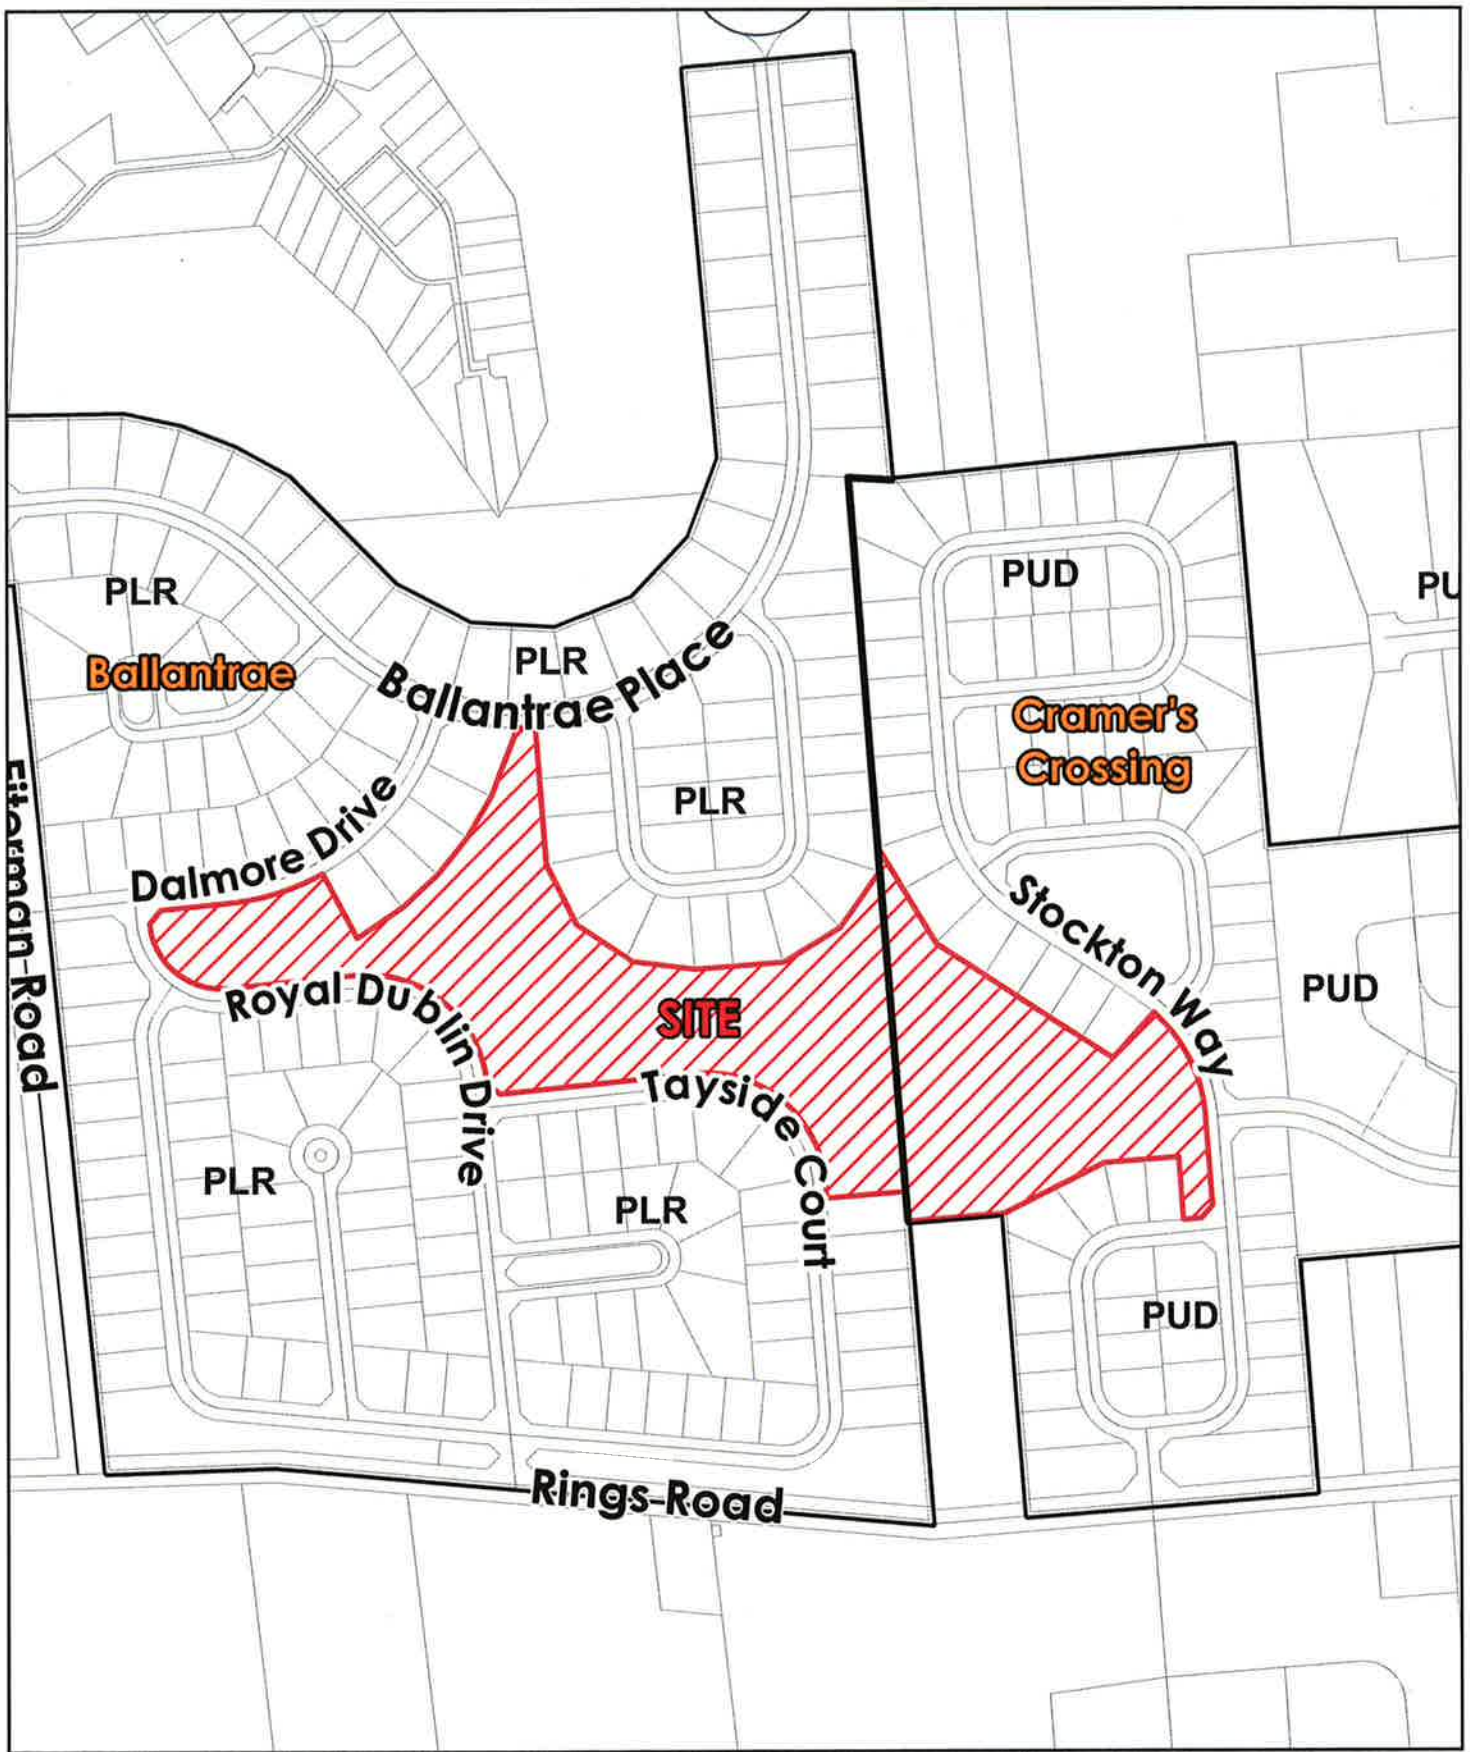 PUD
PU
PLR
PLR
Ballantrae
Ballantrae Place
Cramer's
Crossing
PLR
Dalmore Drive
Eiterman Road
Stockton Way
PUD
Royal Dublin Drive
SITE
Tayside Court
PLR
PLR
PUD
Rings Road